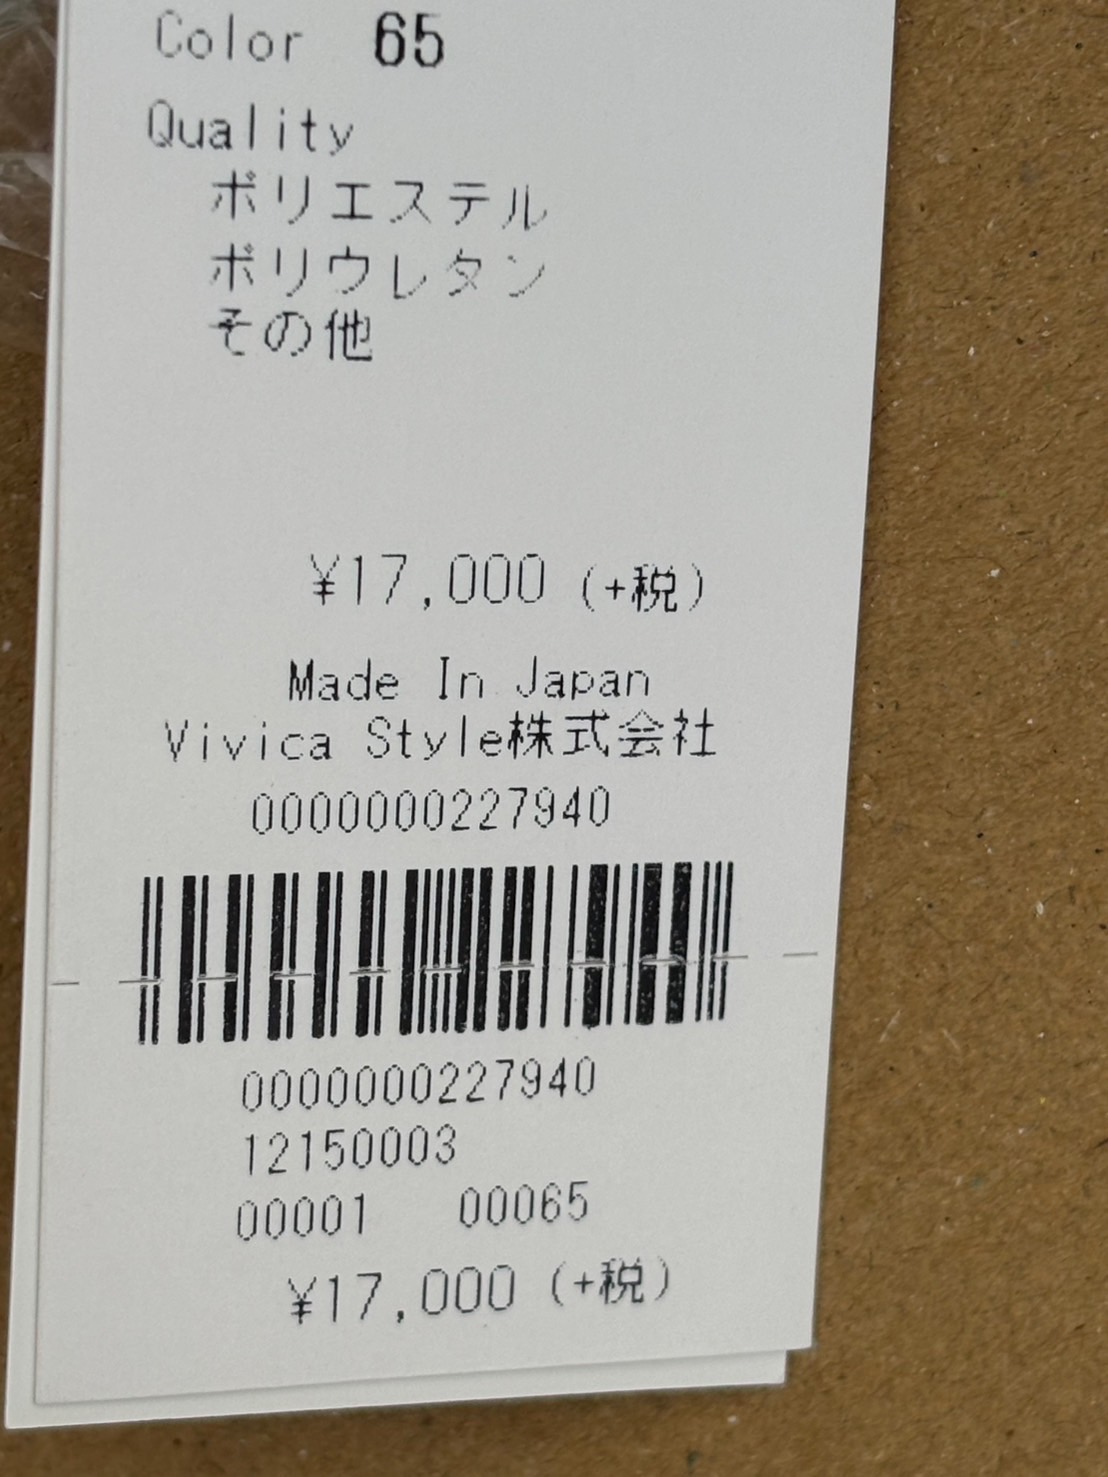 Color 65
Quality
ポリエステル
ポリウレタン
その他
¥17,000 (+税)
Made In Japan
Vivica Style株式会社
0000000227940
0000000227940
12150003
00001 00065
¥17,000 (+税)